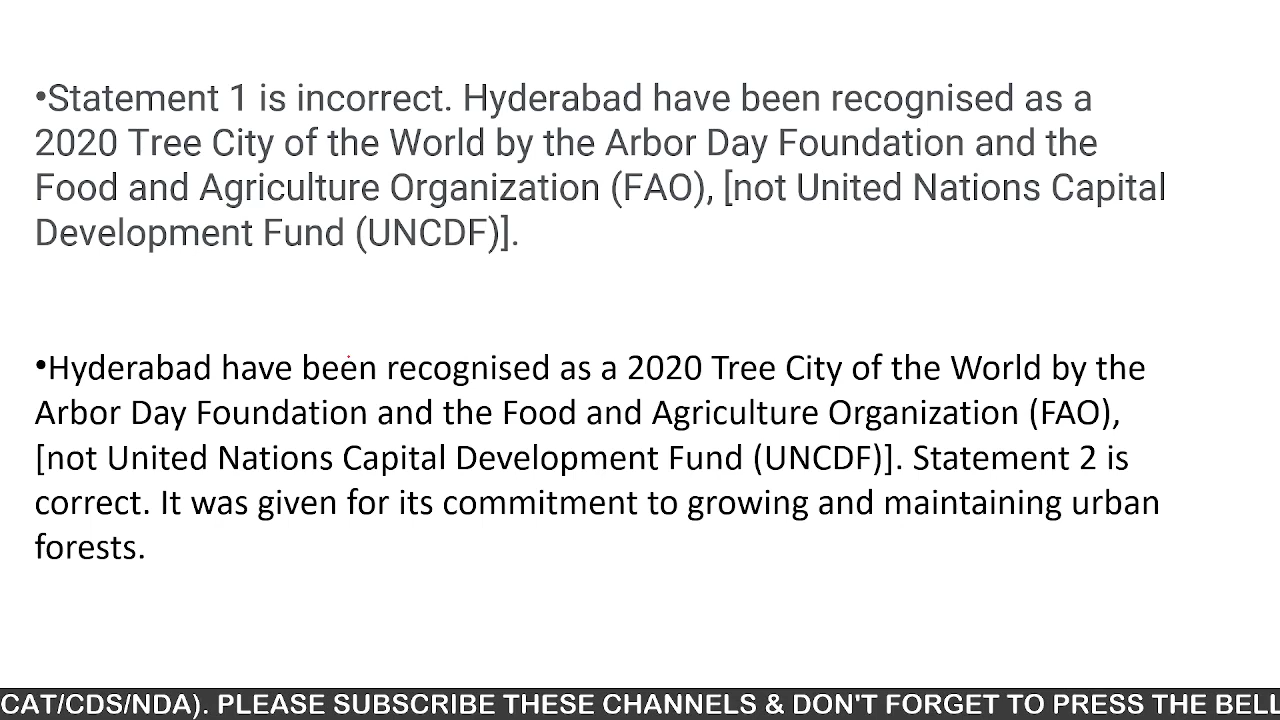 •Statement 1 is incorrect. Hyderabad have been recognised as a
2020 Tree City of the World by the Arbor Day Foundation and the
Food and Agriculture Organization (FAO), [not United Nations Capital
Development Fund (UNCDF)].
•Hyderabad have been recognised as a 2020 Tree City of the World by the
Arbor Day Foundation and the Food and Agriculture Organization (FAO),
[not United Nations Capital Development Fund (UNCDF)]. Statement 2 is
correct. It was given for its commitment to growing and maintaining urban
forests.
CAT/CDS/NDA). PLEASE SUBSCRIBE THESE CHANNELS & DON'T FORGET TO PRESS THE BELL